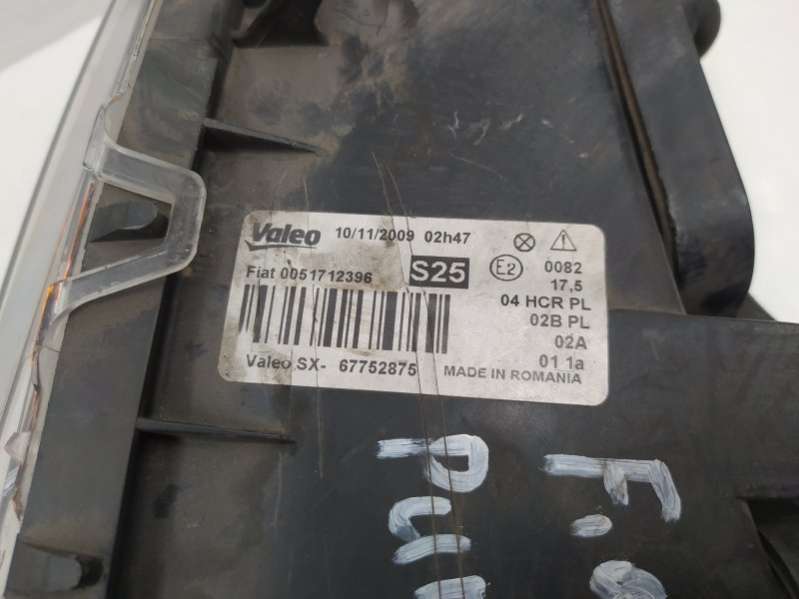 Valeo 10/11/2009 02h47
Fiat 0051712396 S25 E2 0082
17,5
04 HCR PL
02B PL
02A
01 1a
Valeo SX- 67752875 MADE IN ROMANIA